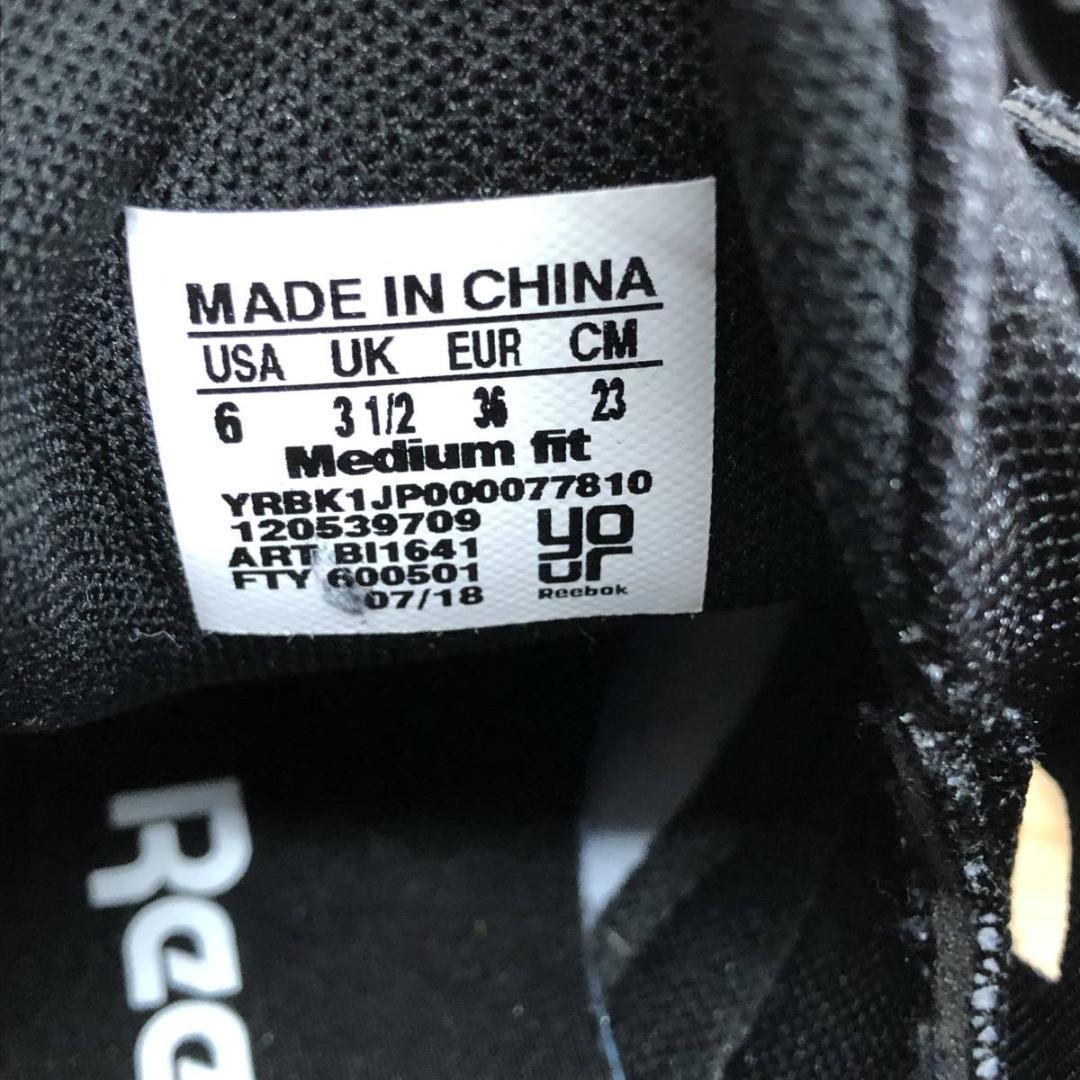 MADE IN CHINA
USA UK EUR CM
6 3 1/2 36 23
Medium fit
YRBK1JP000077810
120539709
ART BI1641
FTY 600501
07/18
your
Reebok
Ree